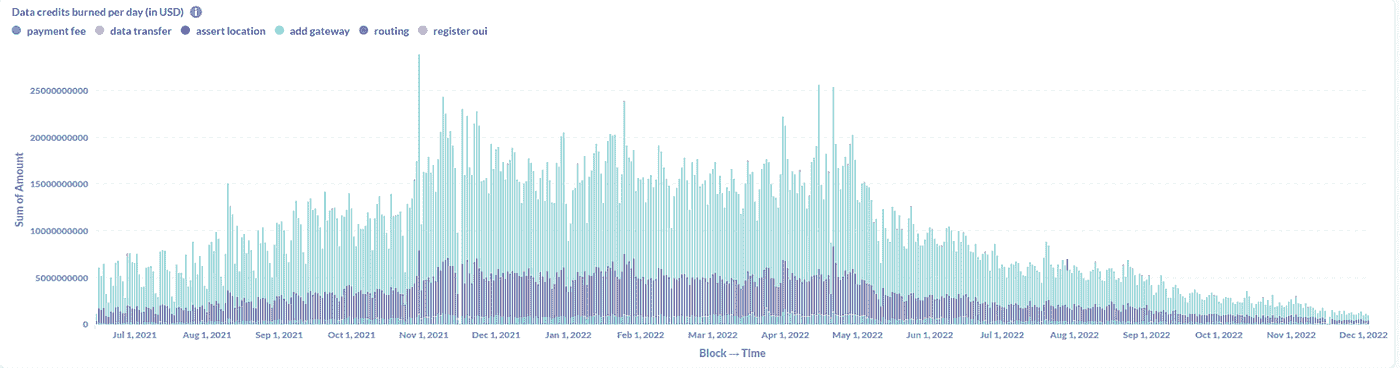 Data credits burned per day (in USD)
payment fee data transfer assert location add gateway routing register oui
25000000000
20000000000
15000000000
10000000000
5000000000
0
Sum of Amount
Jul 1, 2021 Aug 1, 2021 Sep 1, 2021 Oct 1, 2021 Nov 1, 2021 Dec 1, 2021 Jan 1, 2022 Feb 1, 2022 Mar 1, 2022 Apr 1, 2022 May 1, 2022 Jun 1, 2022 Jul 1, 2022 Aug 1, 2022 Sep 1, 2022 Oct 1, 2022 Nov 1, 2022 Dec 1, 2022
Block → Time